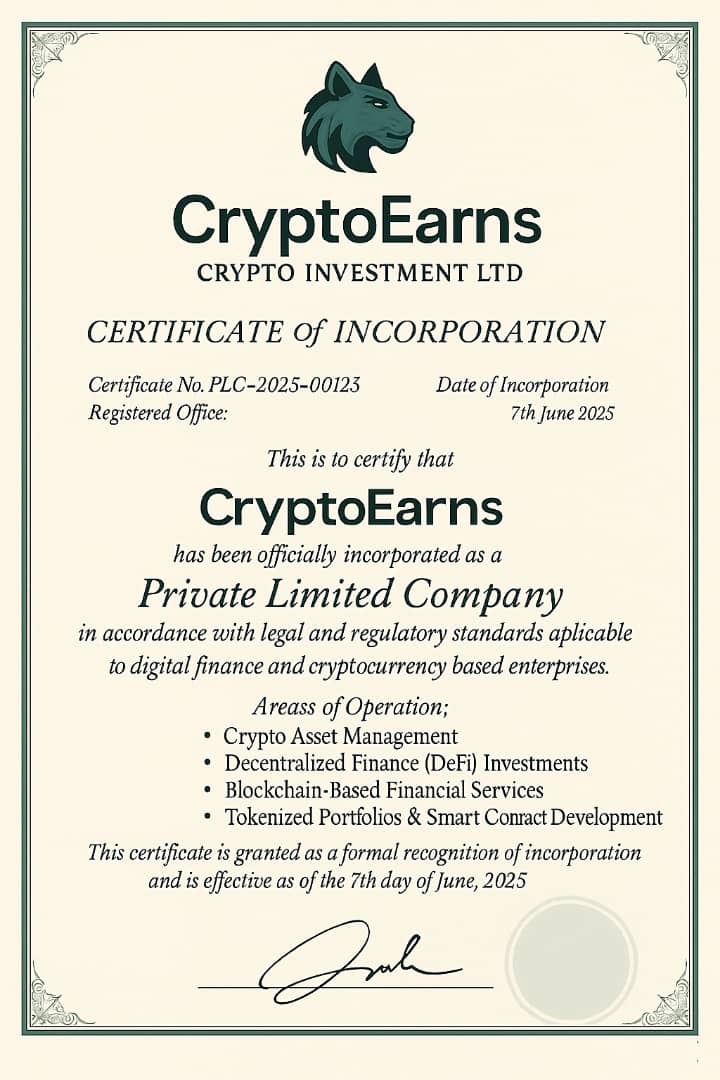 CryptoEarns
CRYPTO INVESTMENT LTD
CERTIFICATE of INCORPORATION
Certificate No. PLC-2025-00123
Date of Incorporation
Registered Office:
7th June 2025
This is to certify that
CryptoEarns
has been officially incorporated as a
Private Limited Company
in accordance with legal and regulatory standards aplicable
to digital finance and cryptocurrency based enterprises.
Areass of Operation;
• Crypto Asset Management
• Decentralized Finance (DeFi) Investments
• Blockchain-Based Financial Services
• Tokenized Portfolios & Smart Conract Development
This certificate is granted as a formal recognition of incorporation
and is effective as of the 7th day of June, 2025